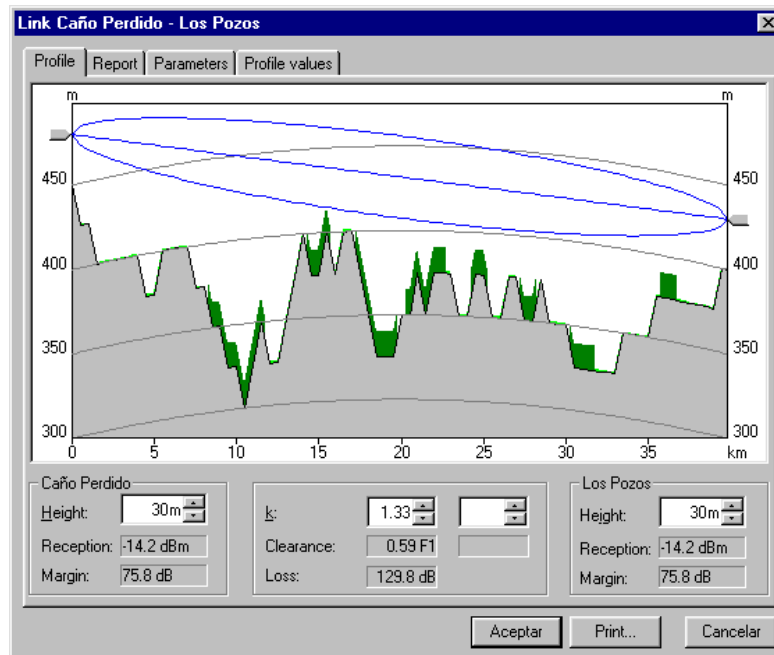 Link Caño Perdido - Los Pozos
Profile Report Parameters Profile values
m m
450 450
400 400
350 350
300 300
0 5 10 15 20 25 30 35 km
Caño Perdido
Height: 30m
Reception: -14.2 dBm
Margin: 75.8 dB
k: 1.33
Clearance: 0.59 F1
Loss: 129.8 dB
Los Pozos
Height: 30m
Reception: -14.2 dBm
Margin: 75.8 dB
Aceptar Print... Cancelar